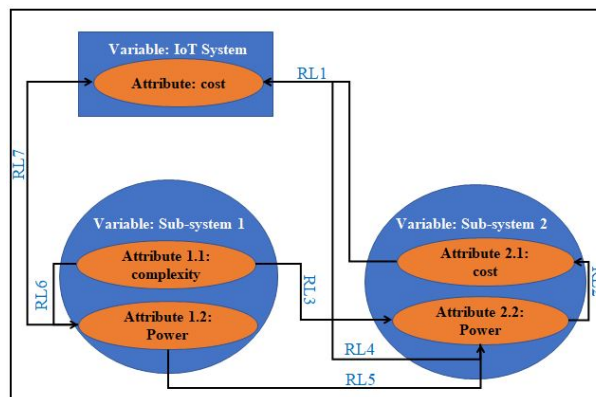 Variable: IoT System
Attribute: cost
RL1
RL7
Variable: Sub-system 1
Attribute 1.1:
complexity
RL6
Attribute 1.2:
Power
RL3
Variable: Sub-system 2
Attribute 2.1:
cost
RL2
Attribute 2.2:
Power
RL4
RL5